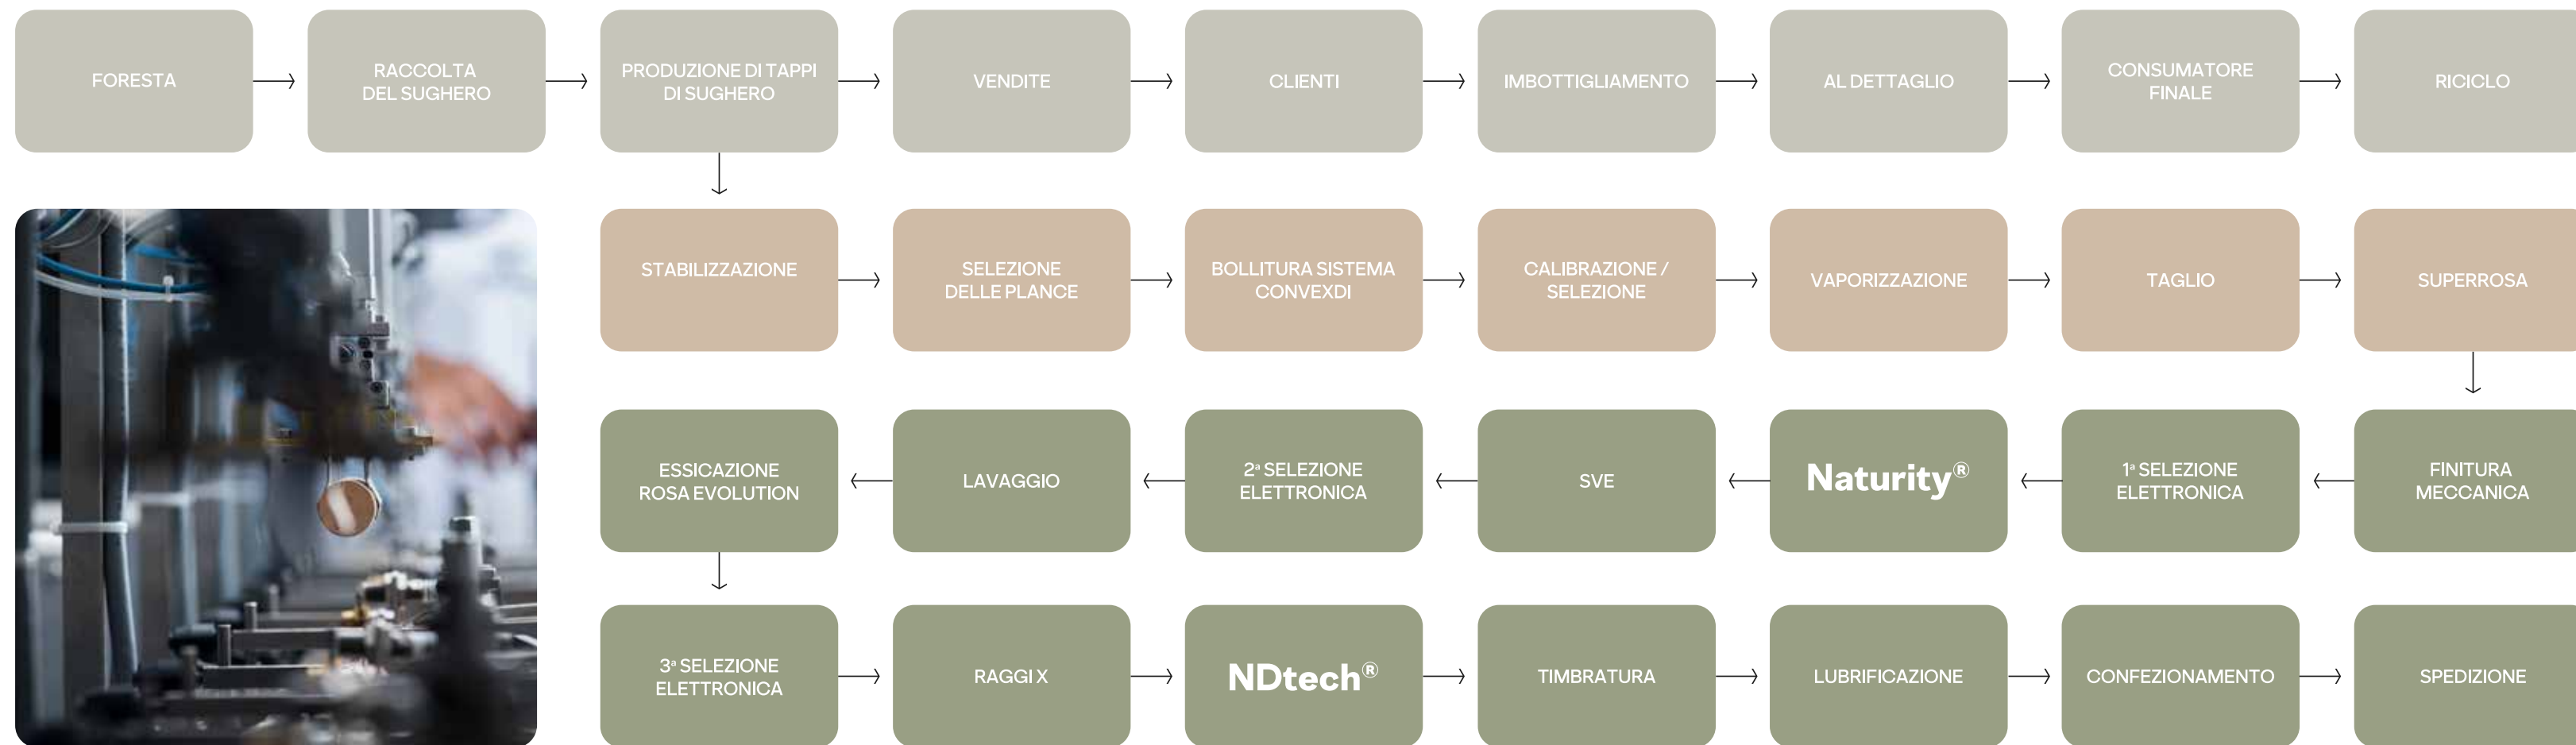 FORESTA
RACCOLTA
DEL SUGHERO
PRODUZIONE DI TAPPI
DI SUGHERO
VENDITE
CLIENTI
IMBOTTIGLIAMENTO
AL DETTAGLIO
CONSUMATORE
FINALE
RICICLO
STABILIZZAZIONE
SELEZIONE
DELLE PLANCE
BOLLITURA SISTEMA
CONVEXDI
CALIBRAZIONE /
SELEZIONE
VAPORIZZAZIONE
TAGLIO
SUPERROSA
ESSICAZIONE
ROSA EVOLUTION
LAVAGGIO
2ª SELEZIONE
ELETTRONICA
SVE
Naturity®
1ª SELEZIONE
ELETTRONICA
FINITURA
MECCANICA
3ª SELEZIONE
ELETTRONICA
RAGGI X
NDtech®
TIMBRATURA
LUBRIFICAZIONE
CONFEZIONAMENTO
SPEDIZIONE